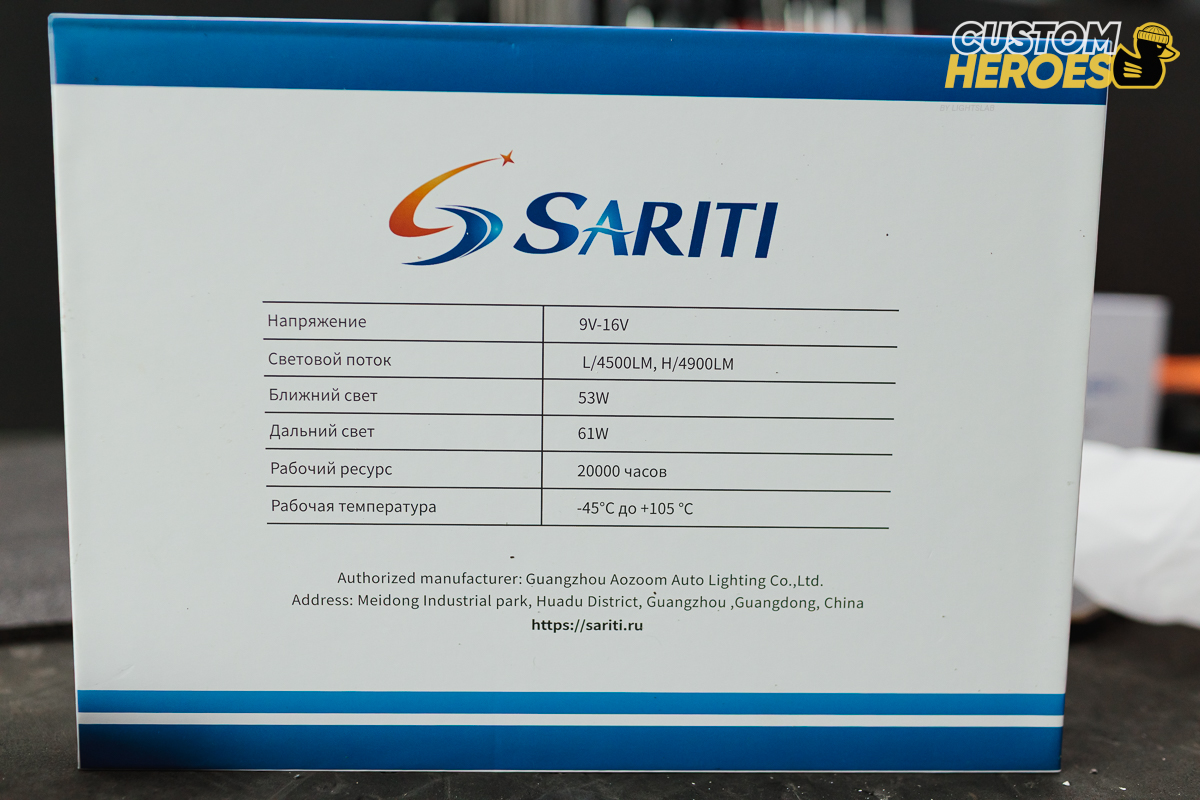 CUSTOM
HEROES
BY LIGHTSLAB
SARITI
Напряжение 9V-16V
Световой поток L/4500LM, H/4900LM
Ближний свет 53W
Дальний свет 61W
Рабочий ресурс 20000 часов
Рабочая температура -45°C до +105 °C
Authorized manufacturer: Guangzhou Aozoom Auto Lighting Co.,Ltd.
Address: Meidong Industrial park, Huadu District, Guangzhou ,Guangdong, China
https://sariti.ru